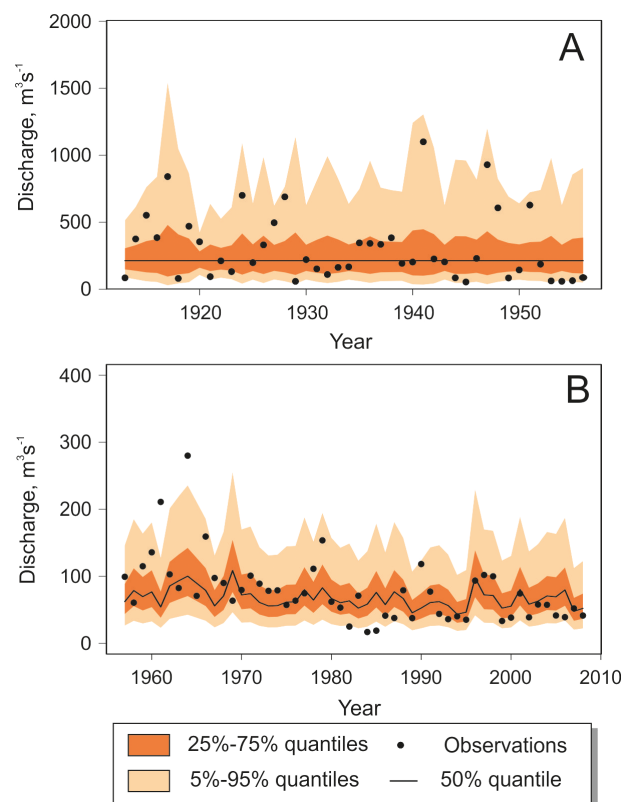 A
2000
1500
1000
500
0
Discharge, m³s⁻¹
1920 1930 1940 1950
Year
B
400
300
200
100
0
Discharge, m³s⁻¹
1960 1970 1980 1990 2000 2010
Year
25%-75% quantiles • Observations
5%-95% quantiles — 50% quantile